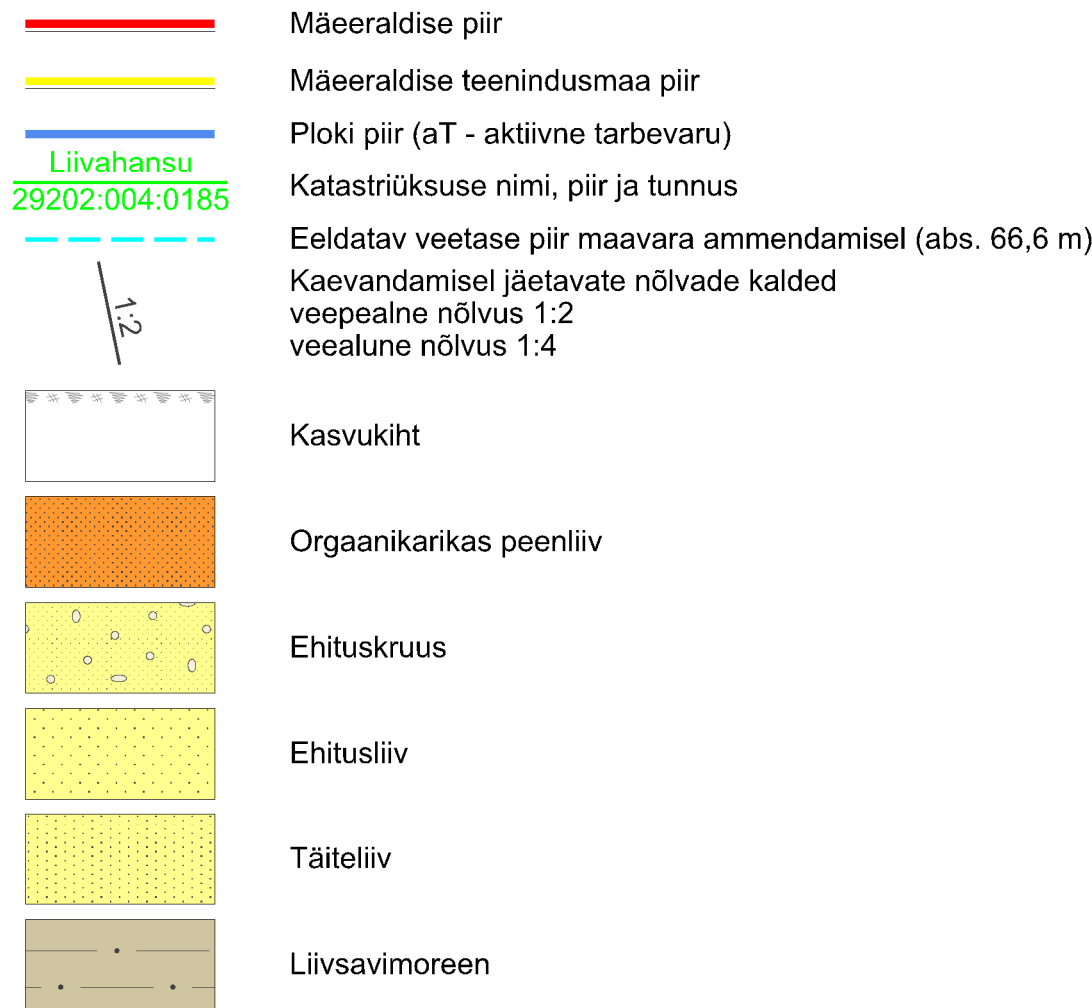 Mäeeraldise piir
Mäeeraldise teenindusmaa piir
Ploki piir (aT - aktiivne tarbevaru)
Liivahansu
29202:004:0185
Katastriüksuse nimi, piir ja tunnus
Eeldatav veetase piir maavara ammendamisel (abs. 66,6 m)
1:2
Kaevandamisel jäetavate nõlvade kalded
veepealne nõlvus 1:2
veealune nõlvus 1:4
Kasvukiht
Orgaanikarikas peenliiv
Ehituskruus
Ehitusliiv
Täiteliiv
Liivsavimoreen